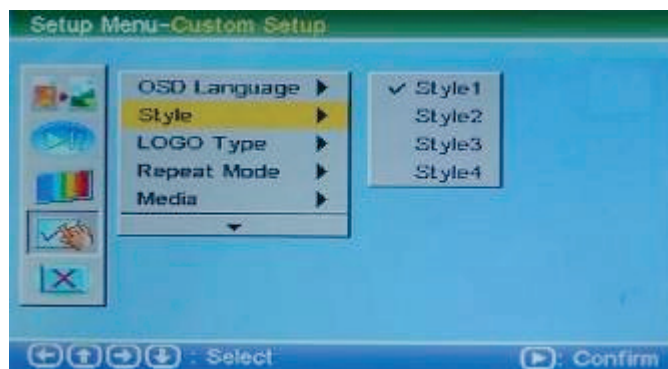 Setup Menu-Custom Setup
OSD Language
Style
LOGO Type
Repeat Mode
Media
Style1
Style2
Style3
Style4
: Select
: Confirm